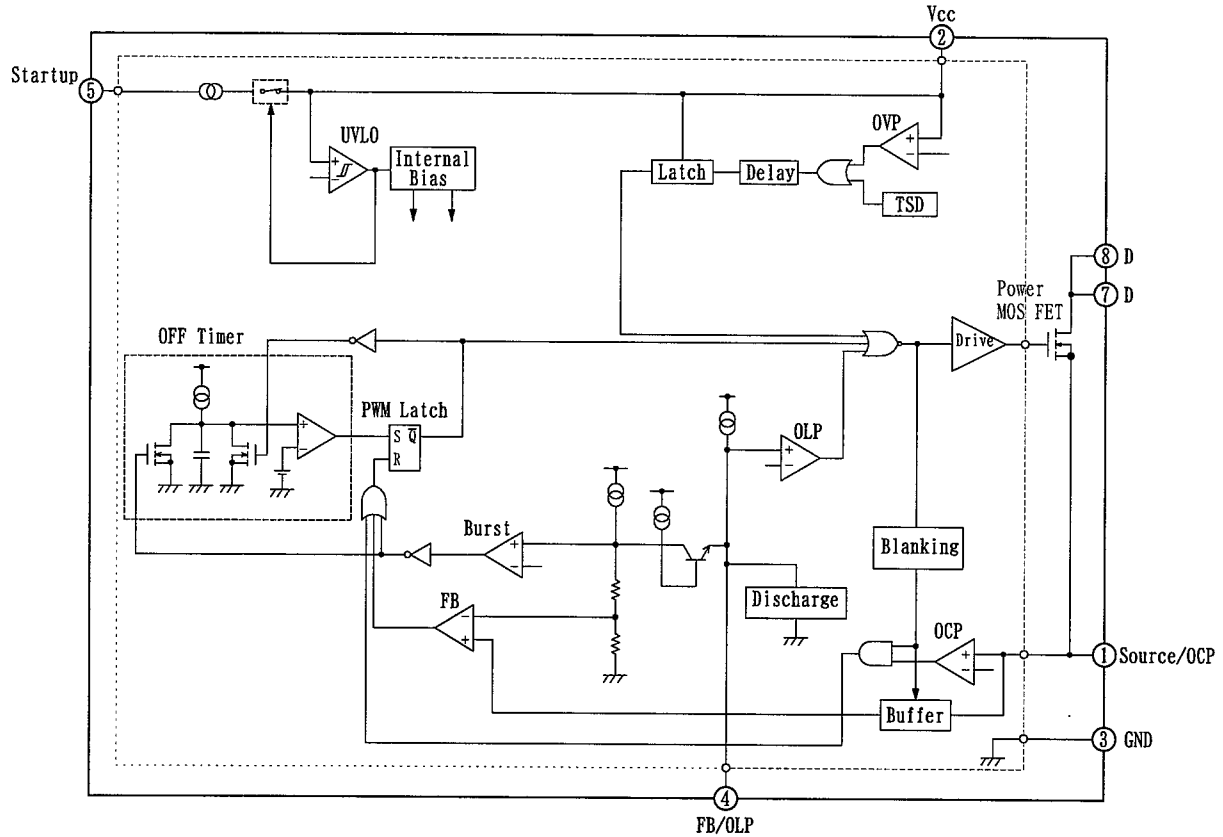 Vcc
2
Startup
5
OVP
+
−
UVLO
+
−
Internal
Bias
Latch
Delay
TSD
8 D
7 D
Power
MOS FET
OFF Timer
Drive
PWM Latch
+
−
S Q̅
R
OLP
+
−
Burst
+
−
Blanking
Discharge
FB
−
+
OCP
+
−
1 Source/OCP
Buffer
3 GND
4
FB/OLP